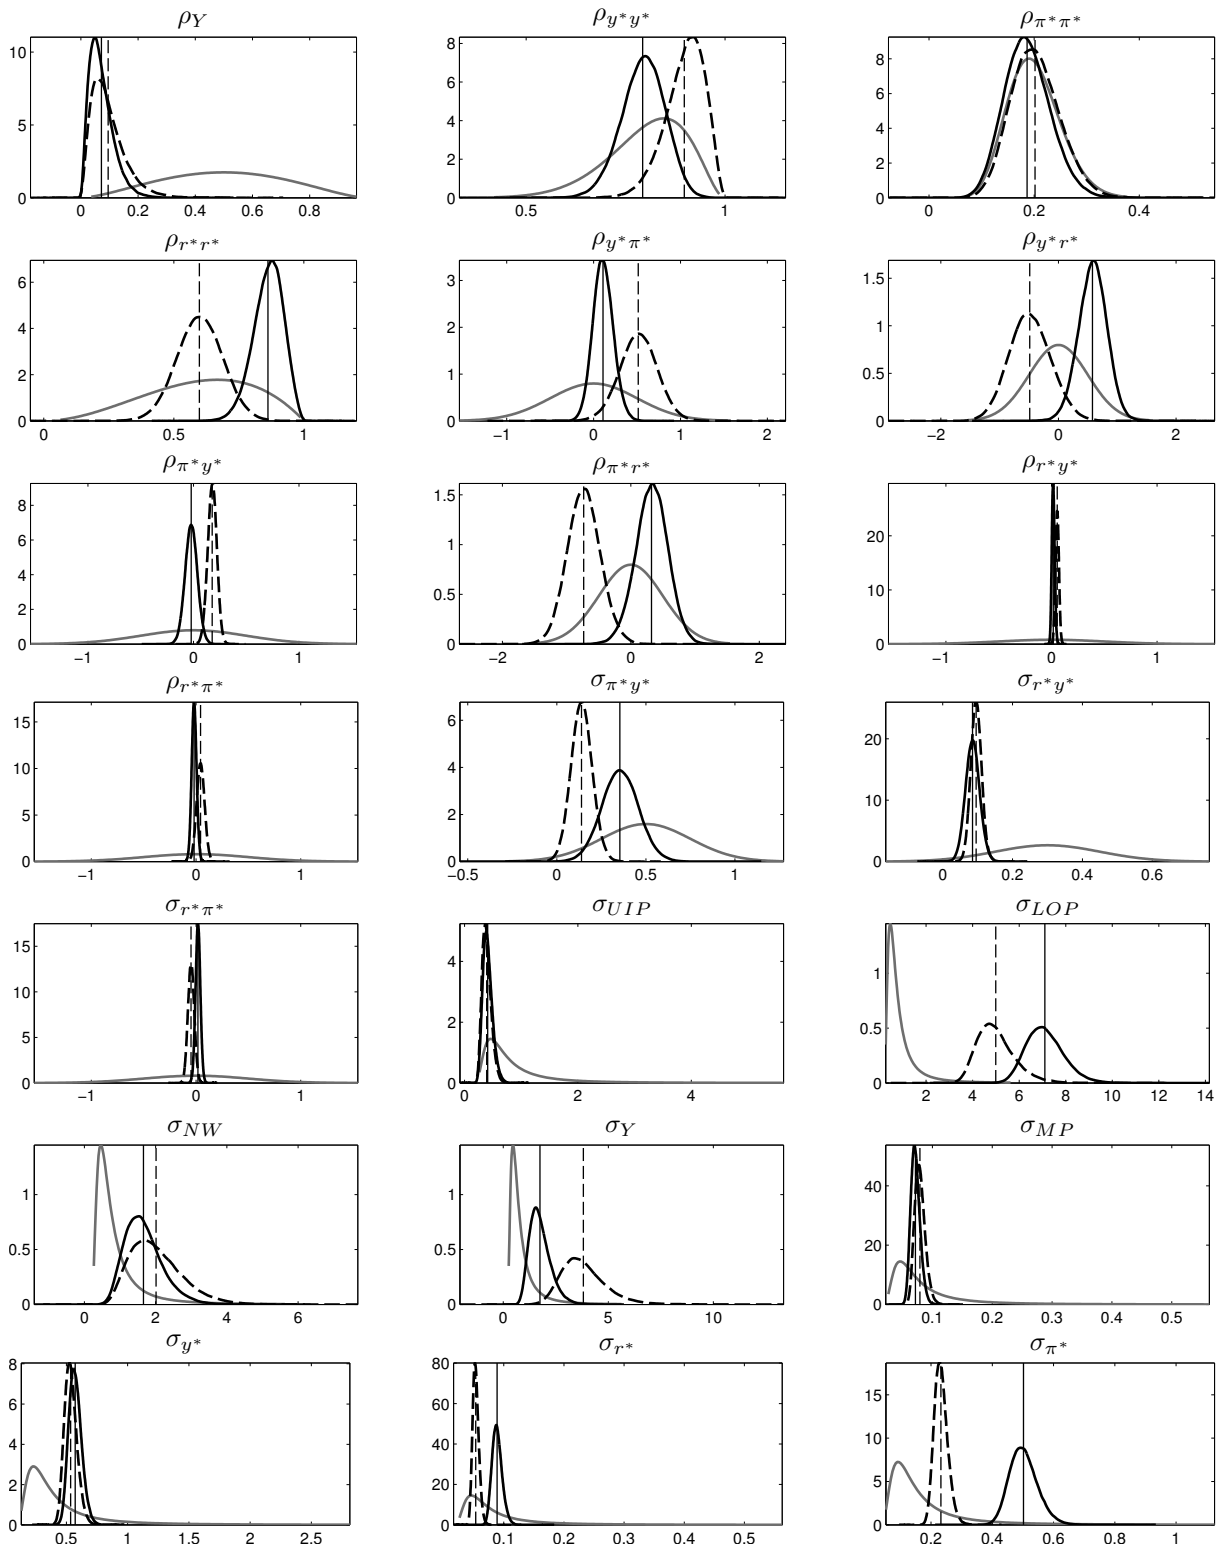 ρ_Y ρ_{y*y*} ρ_{π*π*}
10 8 8
6 6
5 4 4
2 2
0 0 0
0 0.2 0.4 0.6 0.8 0.5 1 0 0.2 0.4
ρ_{r*r*} ρ_{y*π*} ρ_{y*r*}
6 3 1.5
4 2 1
2 1 0.5
0 0 0
0 0.5 1 −1 0 1 2 −2 0 2
ρ_{π*y*} ρ_{π*r*} ρ_{r*y*}
8 1.5
6 1 20
4 0.5 10
2
0 0 0
−1 0 1 −2 0 2 −1 0 1
ρ_{r*π*} σ_{π*y*} σ_{r*y*}
15 6 20
10 4
5 2 10
0 0 0
−1 0 1 −0.5 0 0.5 1 0 0.2 0.4 0.6
σ_{r*π*} σ_{UIP} σ_{LOP}
15 4 1
10 2 0.5
5
0 0 0
−1 0 1 0 2 4 2 4 6 8 10 12 14
σ_{NW} σ_Y σ_{MP}
1 1 40
0.5 0.5 20
0 0 0
0 2 4 6 0 5 10 0.1 0.2 0.3 0.4 0.5
σ_{y*} σ_{r*} σ_{π*}
8 80 15
6 60 10
4 40
2 20 5
0 0 0
0.5 1 1.5 2 2.5 0.1 0.2 0.3 0.4 0.5 0.2 0.4 0.6 0.8 1